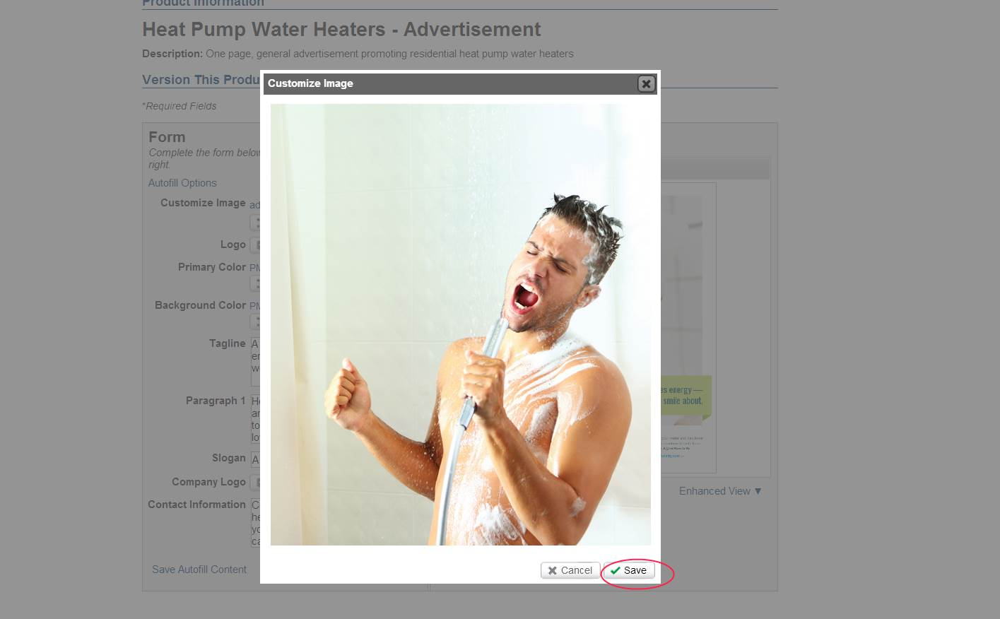 Product Information
Heat Pump Water Heaters - Advertisement
Description: One page, general advertisement promoting residential heat pump water heaters
Version This Produ
*Required Fields
Form
Complete the form below
right.
Autofill Options
Customize Image ad
Logo
Primary Color PM
Background Color PM
Tagline A
er
we
Paragraph 1 He
ar
to
lo
Slogan A
Company Logo
Contact Information C
he
yo
ca
Save Autofill Content
Customize Image
Cancel
Save
es energy —
smile about.
Enhanced View ▼